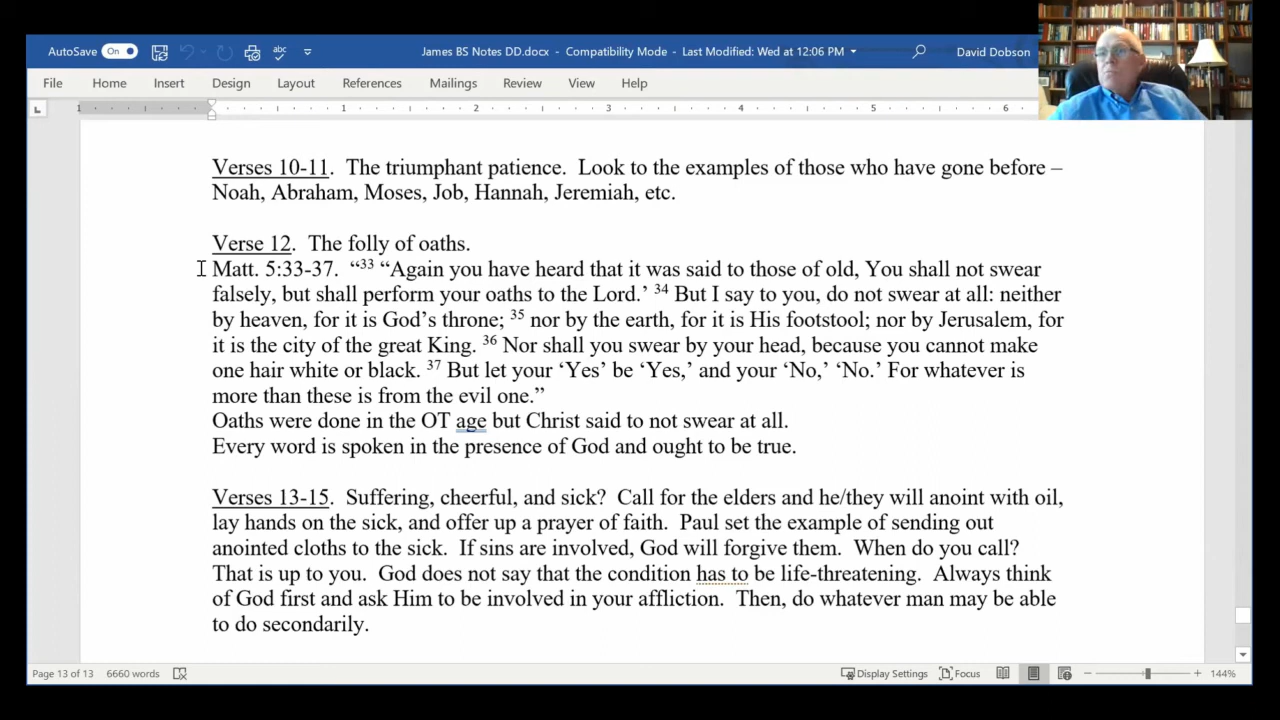 AutoSave On James BS Notes DD.docx - Compatibility Mode - Last Modified: Wed at 12:06 PM David Dobson
File Home Insert Design Layout References Mailings Review View Help
1 1 2 3 4 5 6
Verses 10-11.  The triumphant patience.  Look to the examples of those who have gone before –
Noah, Abraham, Moses, Job, Hannah, Jeremiah, etc.
Verse 12.  The folly of oaths.
Matt. 5:33-37.  “33 “Again you have heard that it was said to those of old, You shall not swear
falsely, but shall perform your oaths to the Lord.’ 34 But I say to you, do not swear at all: neither
by heaven, for it is God’s throne; 35 nor by the earth, for it is His footstool; nor by Jerusalem, for
it is the city of the great King. 36 Nor shall you swear by your head, because you cannot make
one hair white or black. 37 But let your ‘Yes’ be ‘Yes,’ and your ‘No,’ ‘No.’ For whatever is
more than these is from the evil one.”
Oaths were done in the OT age but Christ said to not swear at all.
Every word is spoken in the presence of God and ought to be true.
Verses 13-15.  Suffering, cheerful, and sick?  Call for the elders and he/they will anoint with oil,
lay hands on the sick, and offer up a prayer of faith.  Paul set the example of sending out
anointed cloths to the sick.  If sins are involved, God will forgive them.  When do you call?
That is up to you.  God does not say that the condition has to be life-threatening.  Always think
of God first and ask Him to be involved in your affliction.  Then, do whatever man may be able
to do secondarily.
Page 13 of 13 6660 words Display Settings Focus 144%